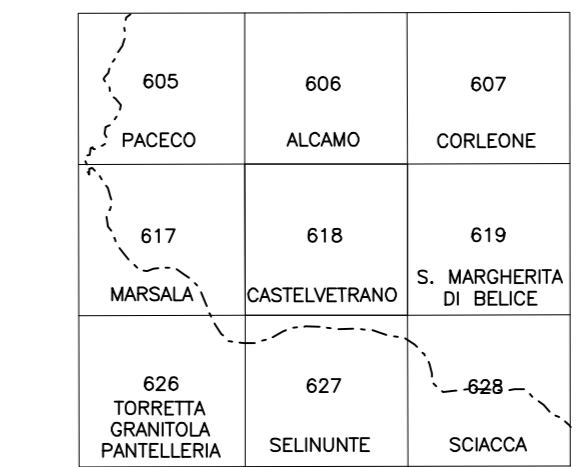 605
PACECO
606
ALCAMO
607
CORLEONE
617
MARSALA
618
CASTELVETRANO
619
S. MARGHERITA
DI BELICE
626
TORRETTA
GRANITOLA
PANTELLERIA
627
SELINUNTE
628
SCIACCA